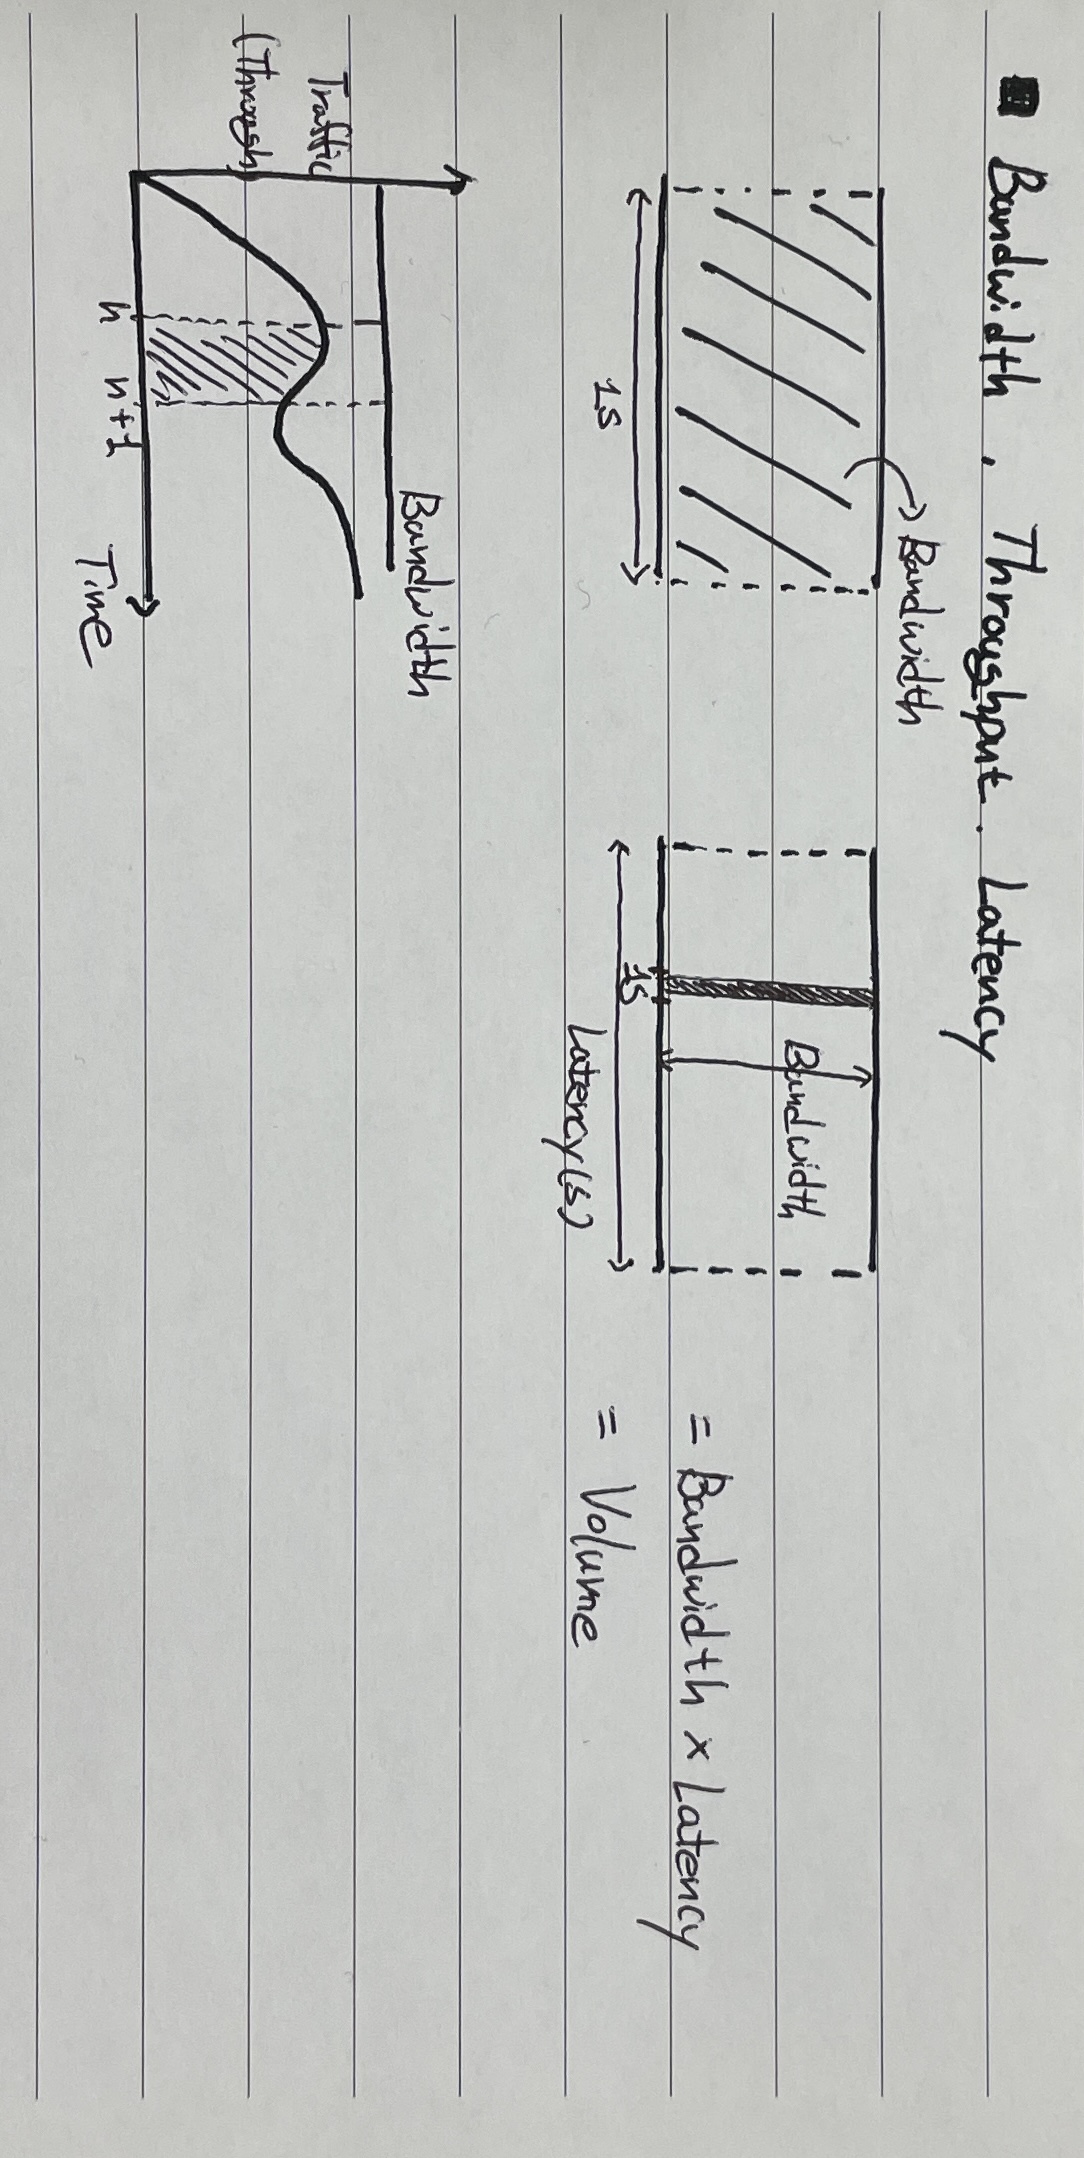 Bandwidth, Throughput. Latency
Bandwidth
1S
Bandwidth
1S
Latency(s)
= Bandwidth × Latency
= Volume
Bandwidth
Traffic
(Through)
n n+1
Time